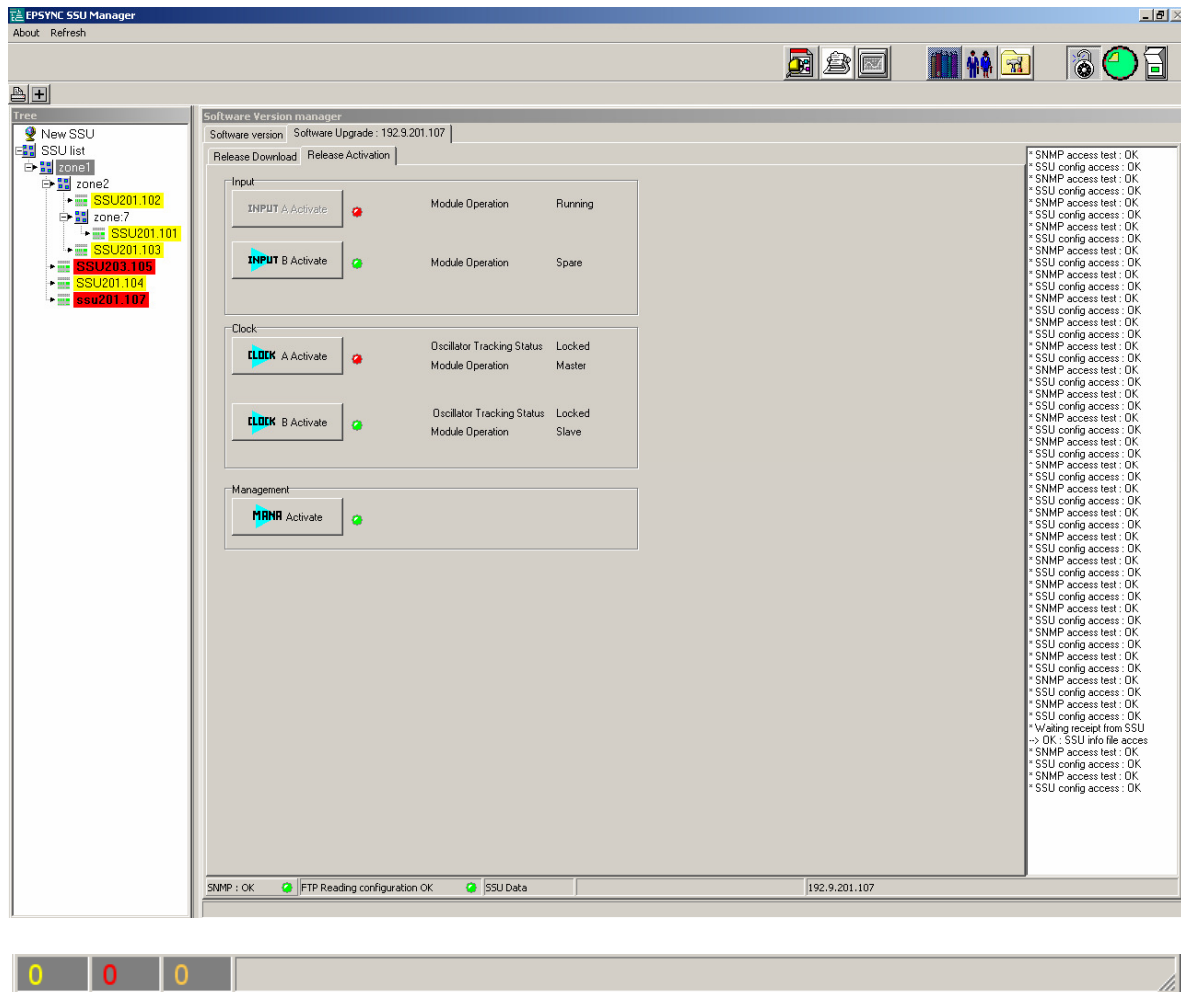 EPSYNC SSU Manager
About Refresh
Tree
New SSU
SSU list
zone1
zone2
SSU201.102
zone:7
SSU201.101
SSU201.103
SSU203.105
SSU201.104
ssu201.107
Software Version manager
Software version Software Upgrade : 192.9.201.107
Release Download Release Activation
Input
INPUT A Activate Module Operation Running
INPUT B Activate Module Operation Spare
Clock
CLOCK A Activate Oscillator Tracking Status Locked
Module Operation Master
CLOCK B Activate Oscillator Tracking Status Locked
Module Operation Slave
Management
MANA Activate
* SNMP access test : OK
* SSU config access : OK
* SNMP access test : OK
* SSU config access : OK
* SNMP access test : OK
* SSU config access : OK
* SNMP access test : OK
* SSU config access : OK
* SNMP access test : OK
* SSU config access : OK
* SNMP access test : OK
* SSU config access : OK
* SNMP access test : OK
* SSU config access : OK
* SNMP access test : OK
* SSU config access : OK
* SNMP access test : OK
* SSU config access : OK
* SNMP access test : OK
* SSU config access : OK
* SNMP access test : OK
* SSU config access : OK
* SNMP access test : OK
* SSU config access : OK
* SNMP access test : OK
* SSU config access : OK
* SNMP access test : OK
* SSU config access : OK
* SNMP access test : OK
* SSU config access : OK
* SNMP access test : OK
* SSU config access : OK
* SNMP access test : OK
* SSU config access : OK
* SNMP access test : OK
* SSU config access : OK
* SNMP access test : OK
* SSU config access : OK
* SNMP access test : OK
* SSU config access : OK
* SNMP access test : OK
* SSU config access : OK
* SNMP access test : OK
* SSU config access : OK
* SNMP access test : OK
* SSU config access : OK
* SNMP access test : OK
* SSU config access : OK
* Waiting receipt from SSU
--> OK : SSU info file acces
* SNMP access test : OK
* SSU config access : OK
* SNMP access test : OK
* SSU config access : OK
SNMP : OK FTP Reading configuration OK SSU Data 192.9.201.107
0 0 0